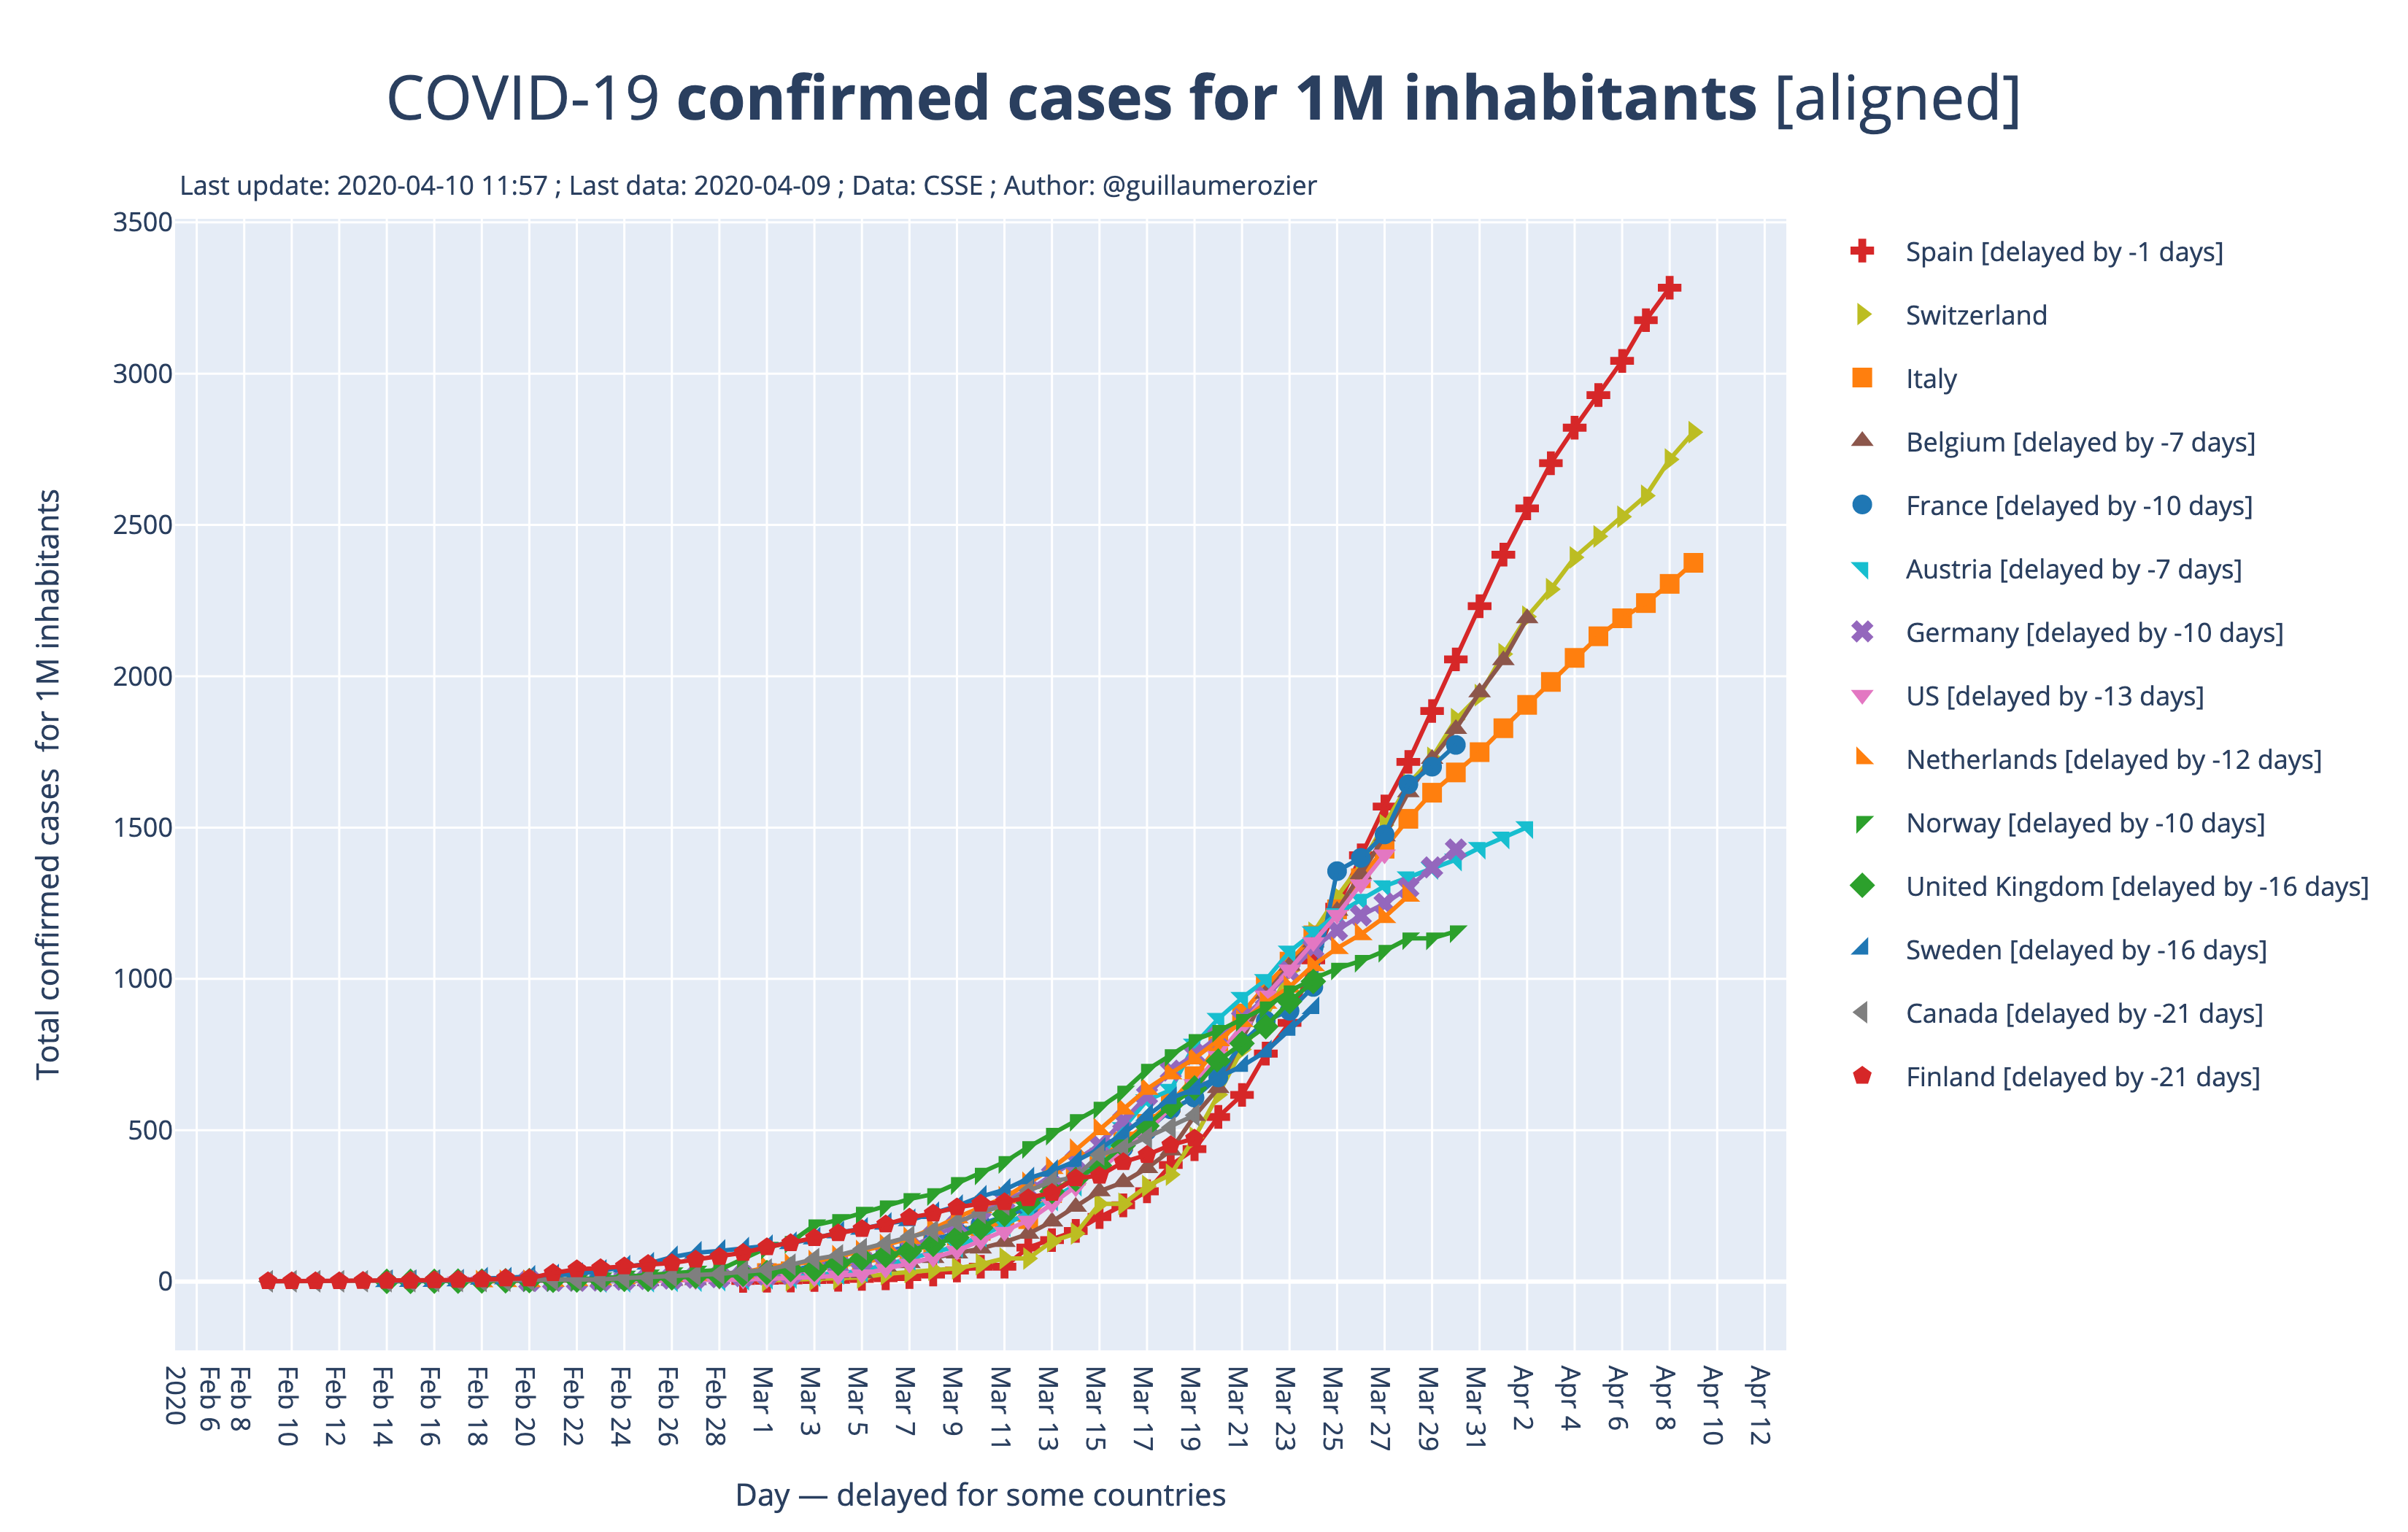 COVID-19 confirmed cases for 1M inhabitants [aligned]
Last update: 2020-04-10 11:57 ; Last data: 2020-04-09 ; Data: CSSE ; Author: @guillaumerozier
3500
3000
2500
2000
1500
1000
500
0
Total confirmed cases for 1M inhabitants
Feb 6
2020
Feb 8
Feb 10
Feb 12
Feb 14
Feb 16
Feb 18
Feb 20
Feb 22
Feb 24
Feb 26
Feb 28
Mar 1
Mar 3
Mar 5
Mar 7
Mar 9
Mar 11
Mar 13
Mar 15
Mar 17
Mar 19
Mar 21
Mar 23
Mar 25
Mar 27
Mar 29
Mar 31
Apr 2
Apr 4
Apr 6
Apr 8
Apr 10
Apr 12
Day — delayed for some countries
Spain [delayed by -1 days]
Switzerland
Italy
Belgium [delayed by -7 days]
France [delayed by -10 days]
Austria [delayed by -7 days]
Germany [delayed by -10 days]
US [delayed by -13 days]
Netherlands [delayed by -12 days]
Norway [delayed by -10 days]
United Kingdom [delayed by -16 days]
Sweden [delayed by -16 days]
Canada [delayed by -21 days]
Finland [delayed by -21 days]